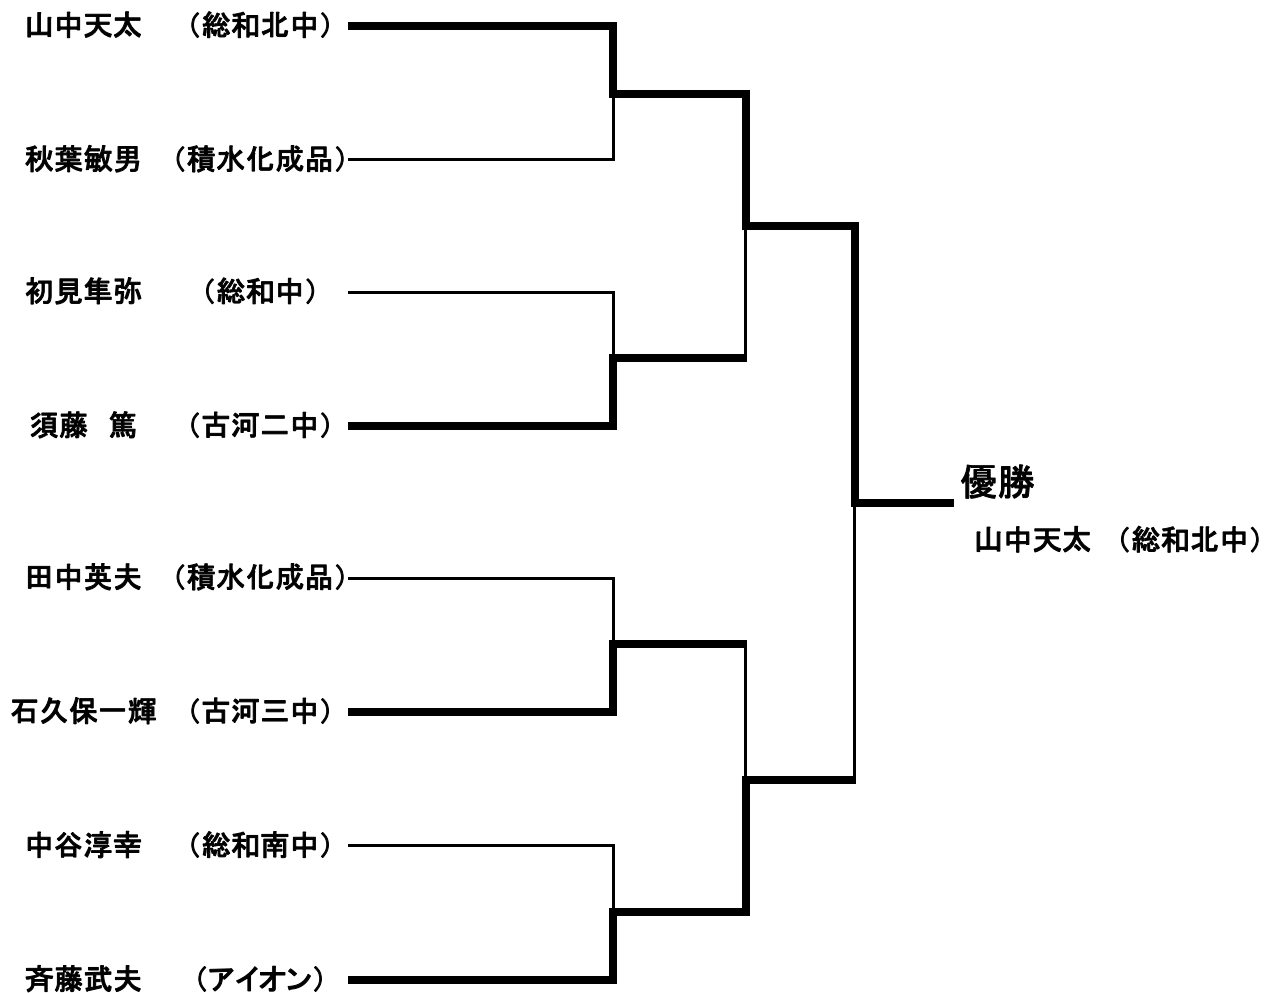 山中天太　（総和北中）
秋葉敏男　（積水化成品）
初見隼弥　（総和中）
須藤　篤　（古河二中）
優勝
山中天太　（総和北中）
田中英夫　（積水化成品）
石久保一輝　（古河三中）
中谷淳幸　（総和南中）
斉藤武夫　（アイオン）